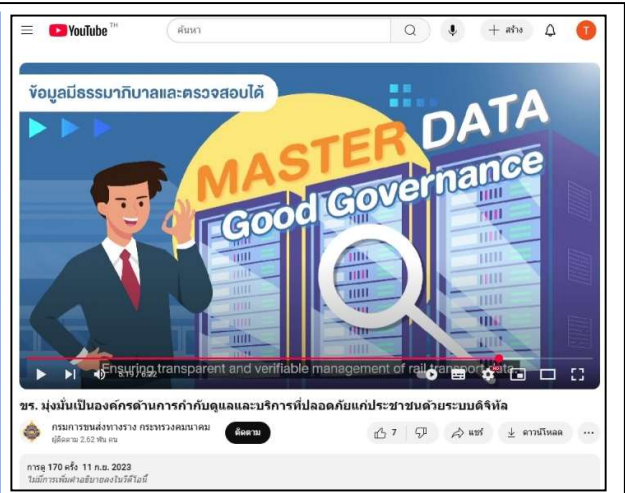 YouTube TH
ค้นหา
สร้าง
T
ข้อมูลมีธรรมาภิบาลและตรวจสอบได้
MASTER DATA
Good Governance
Ensuring transparent and verifiable management of rail transport data
5:19 / 6:22
ขร. มุ่งมั่นเป็นองค์กรด้านการกำกับดูแลและบริการที่ปลอดภัยแก่ประชาชนด้วยระบบดิจิทัล
กรมการขนส่งทางราง กระทรวงคมนาคม
ผู้ติดตาม 2.62 พัน คน
ติดตาม
7
แชร์
ดาวน์โหลด
การดู 170 ครั้ง 11 ก.ย. 2023
ไม่มีการเพิ่มคำอธิบายลงในวิดีโอนี้